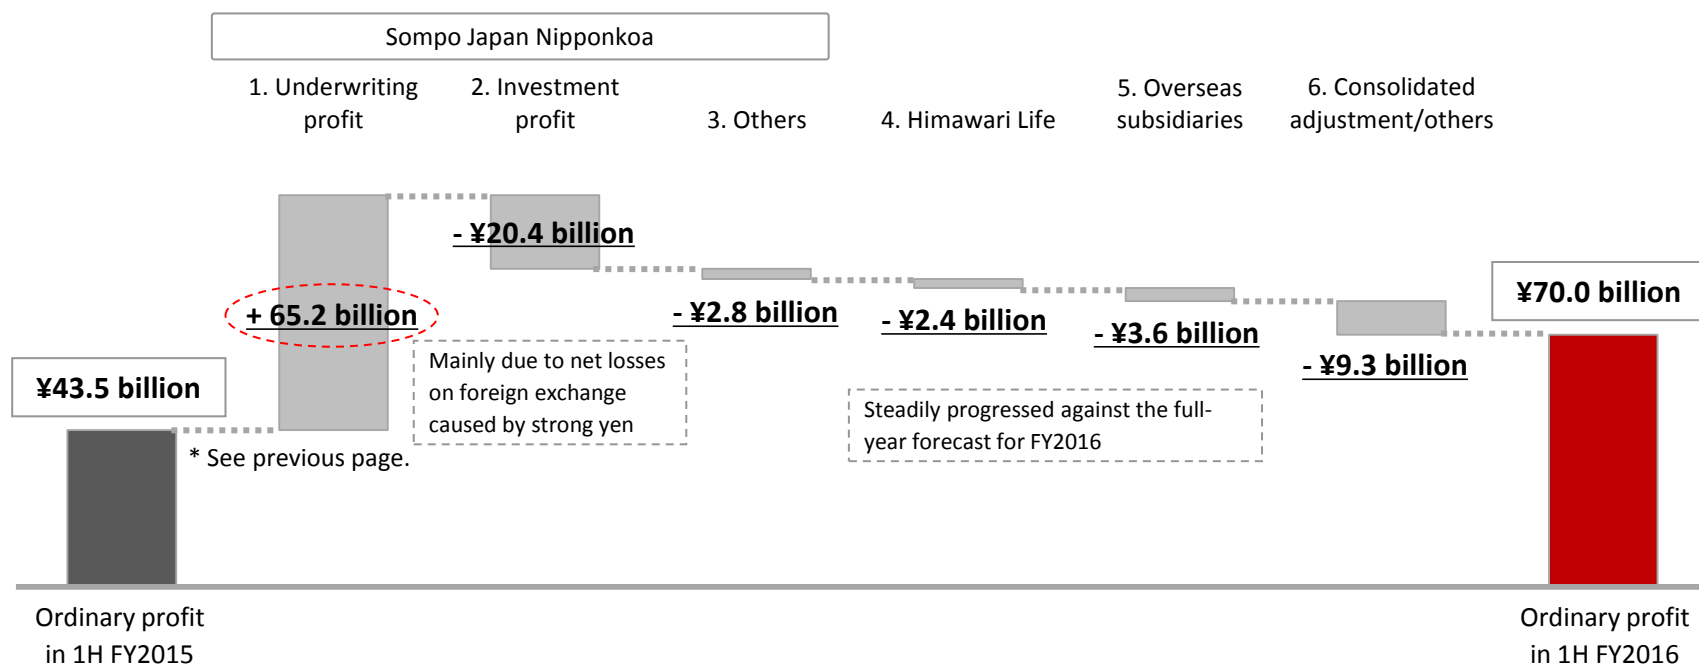 Sompo Japan Nipponkoa
1. Underwriting
profit
2. Investment
profit
3. Others
4. Himawari Life
5. Overseas
subsidiaries
6. Consolidated
adjustment/others
- ¥20.4 billion
+ 65.2 billion
- ¥2.8 billion
- ¥2.4 billion
- ¥3.6 billion
- ¥9.3 billion
¥70.0 billion
¥43.5 billion
Mainly due to net losses
on foreign exchange
caused by strong yen
Steadily progressed against the full-
year forecast for FY2016
* See previous page.
Ordinary profit
in 1H FY2015
Ordinary profit
in 1H FY2016